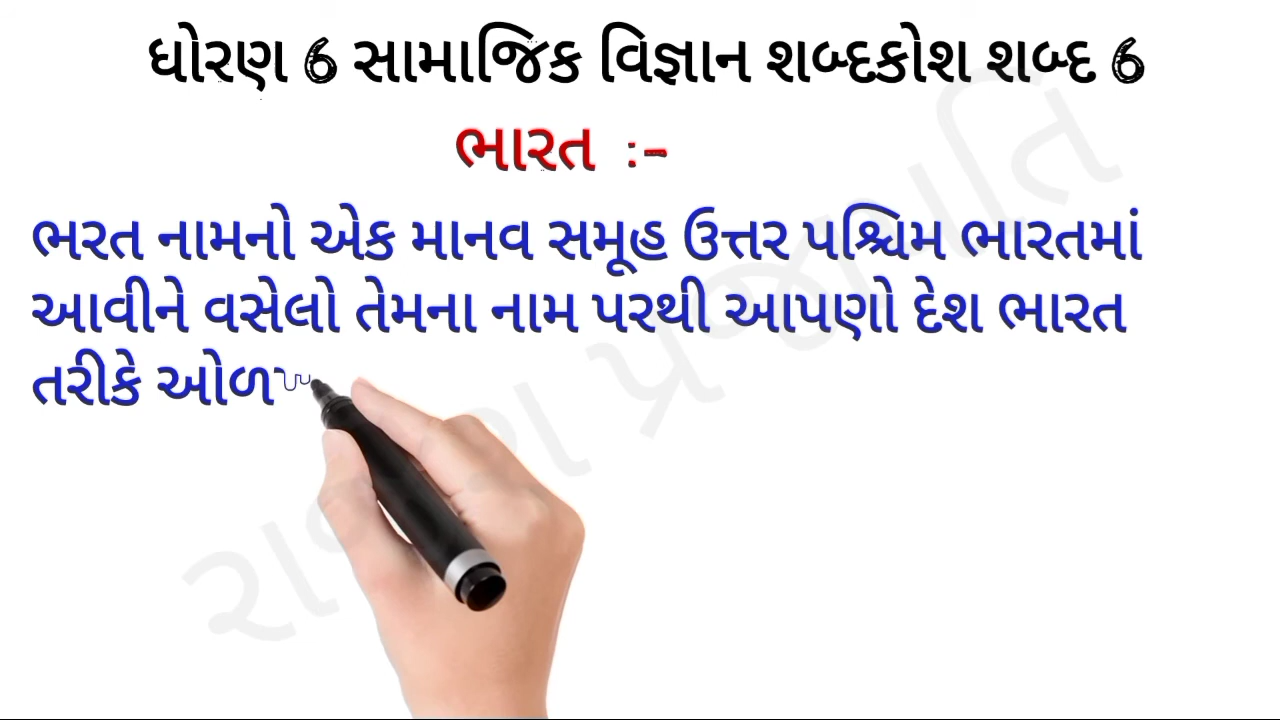 ધોરણ 6 સામાજિક વિજ્ઞાન શબ્દકોશ શબ્દ 6
ભારત :-
ભરત નામનો એક માનવ સમૂહ ઉત્તર પશ્ચિમ ભારતમાં
આવીને વસેલો તેમના નામ પરથી આપણો દેશ ભારત
તરીકે